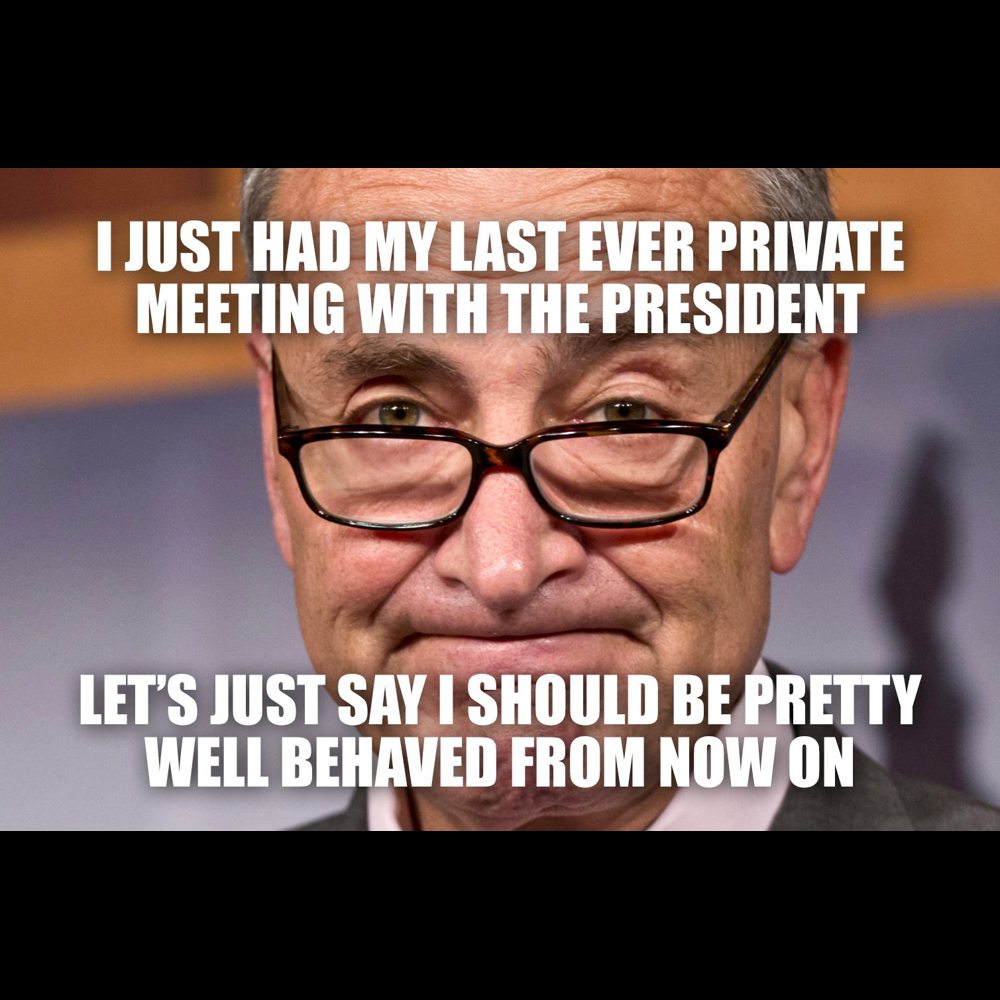 I JUST HAD MY LAST EVER PRIVATE
MEETING WITH THE PRESIDENT
LET’S JUST SAY I SHOULD BE PRETTY
WELL BEHAVED FROM NOW ON